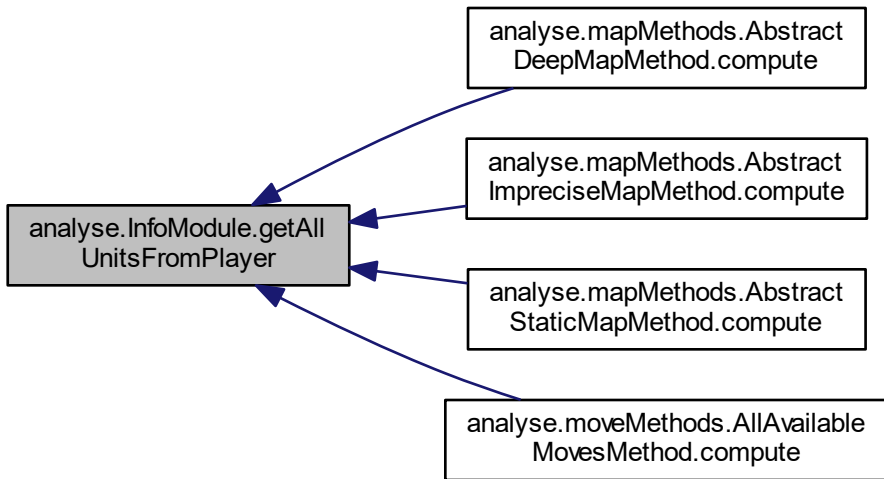 analyse.mapMethods.Abstract
DeepMapMethod.compute
analyse.mapMethods.Abstract
ImpreciseMapMethod.compute
analyse.InfoModule.getAll
UnitsFromPlayer
analyse.mapMethods.Abstract
StaticMapMethod.compute
analyse.moveMethods.AllAvailable
MovesMethod.compute